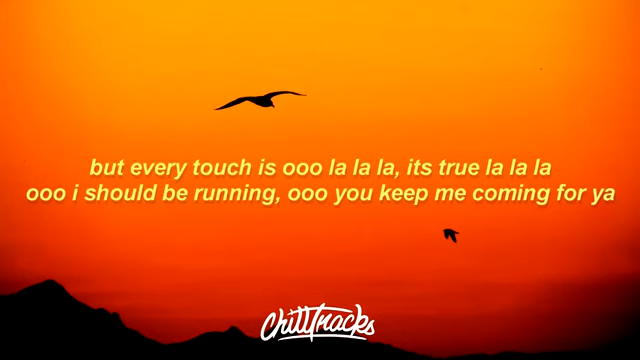 but every touch is ooo la la la, its true la la la
ooo i should be running, ooo you keep me coming for ya
ChillTracks